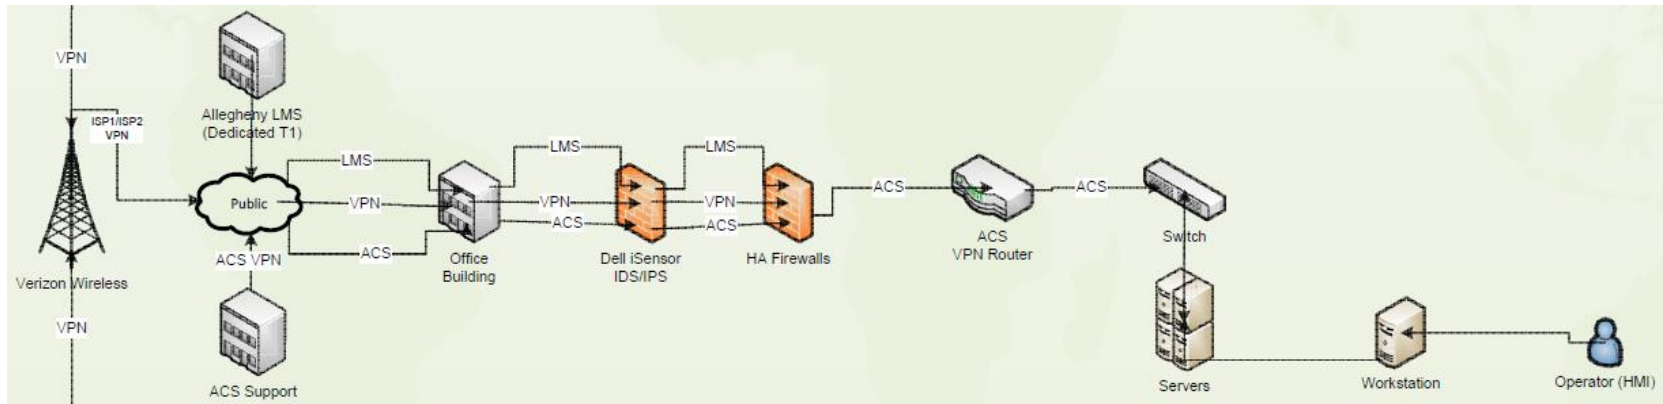 VPN
ISP1/ISP2
VPN
Verizon Wireless
VPN
Allegheny LMS
(Dedicated T1)
Public
ACS VPN
ACS Support
LMS
VPN
ACS
Office
Building
LMS
VPN
ACS
Dell iSensor
IDS/IPS
LMS
VPN
ACS
HA Firewalls
ACS
ACS
VPN Router
ACS
Switch
Servers
Workstation
Operator (HMI)